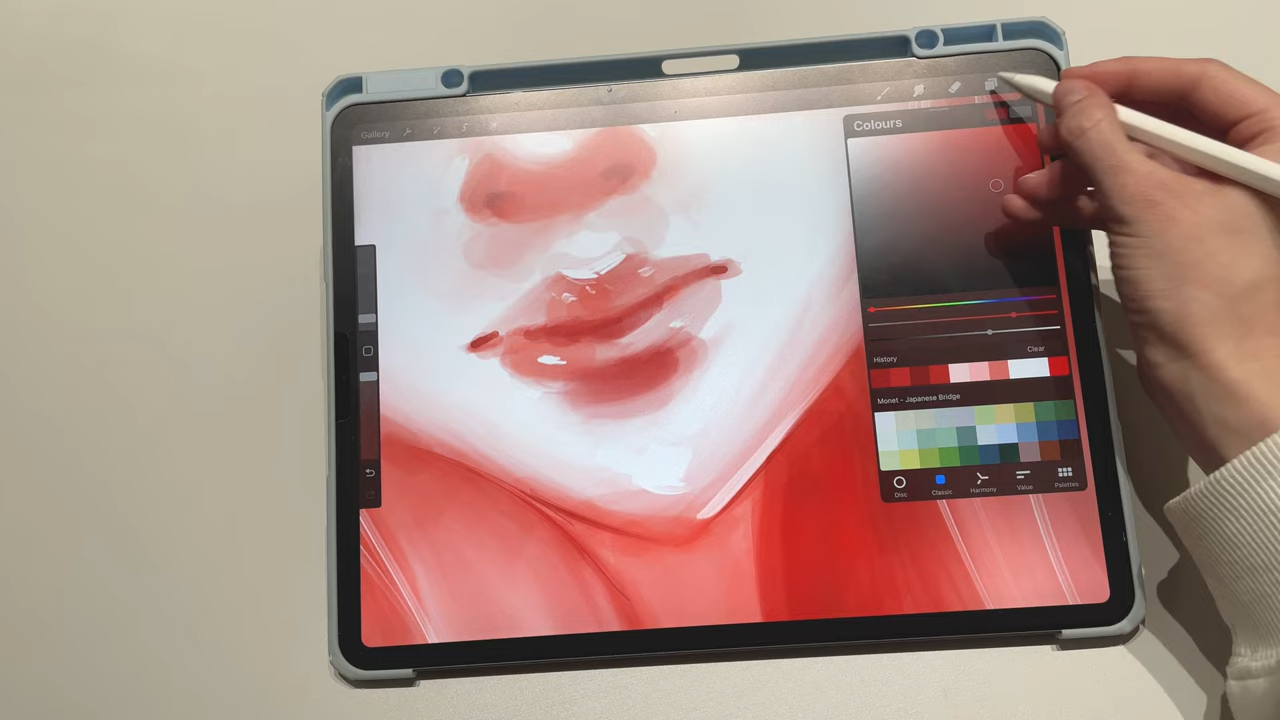 Gallery
Colours
History
Clear
Monet - Japanese Bridge
Disc
Classic
Harmony
Value
Palettes